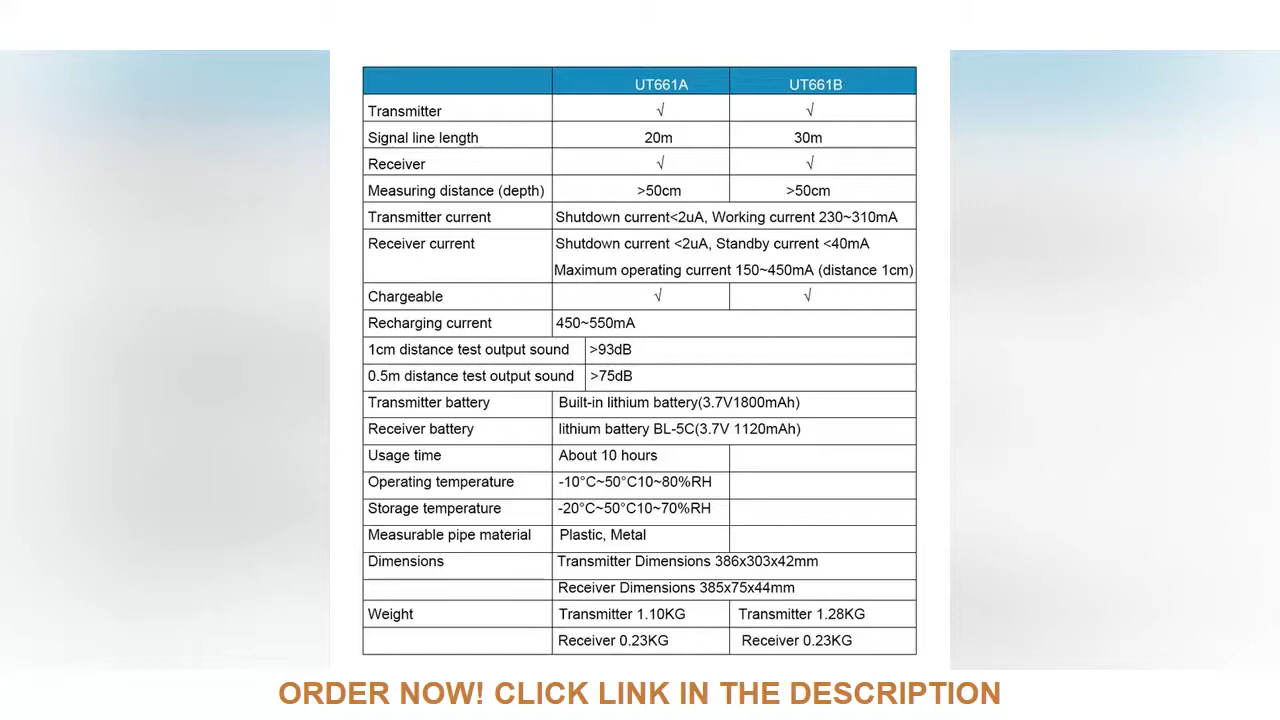 UT661A UT661B
Transmitter √ √
Signal line length 20m 30m
Receiver √ √
Measuring distance (depth) >50cm >50cm
Transmitter current Shutdown current<2uA, Working current 230~310mA
Receiver current Shutdown current <2uA, Standby current <40mA
Maximum operating current 150~450mA (distance 1cm)
Chargeable √ √
Recharging current 450~550mA
1cm distance test output sound >93dB
0.5m distance test output sound >75dB
Transmitter battery Built-in lithium battery(3.7V1800mAh)
Receiver battery lithium battery BL-5C(3.7V 1120mAh)
Usage time About 10 hours
Operating temperature -10°C~50°C10~80%RH
Storage temperature -20°C~50°C10~70%RH
Measurable pipe material Plastic, Metal
Dimensions Transmitter Dimensions 386x303x42mm
Receiver Dimensions 385x75x44mm
Weight Transmitter 1.10KG Transmitter 1.28KG
Receiver 0.23KG Receiver 0.23KG
ORDER NOW! CLICK LINK IN THE DESCRIPTION